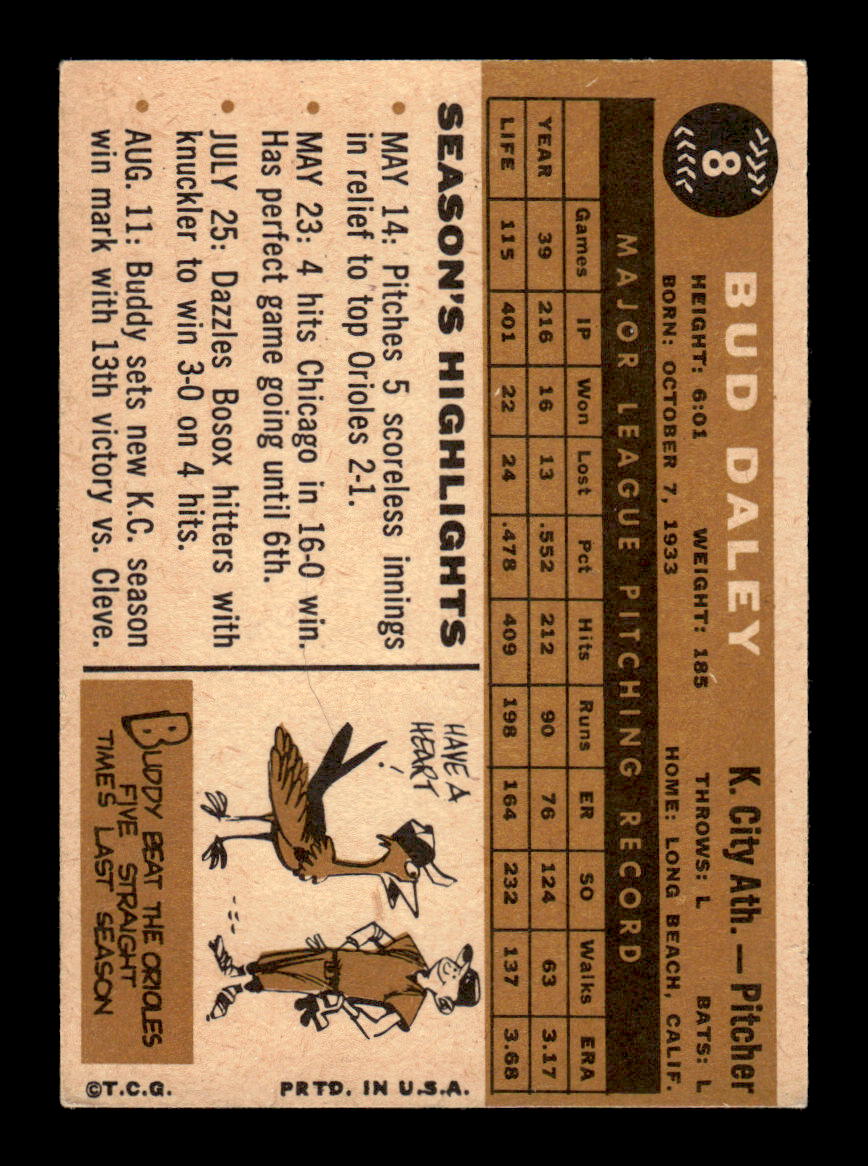 8
BUD DALEY
K. City Ath. — Pitcher
HEIGHT: 6:01 WEIGHT: 185 THROWS: L BATS: L
BORN: OCTOBER 7, 1933 HOME: LONG BEACH, CALIF.
MAJOR LEAGUE PITCHING RECORD
Games IP Won Lost Pct Hits Runs ER SO Walks ERA
YEAR 39 216 16 13 .552 212 90 76 124 63 3.17
LIFE 115 401 22 24 .478 409 198 164 232 137 3.68
SEASON'S HIGHLIGHTS
• MAY 14: Pitches 5 scoreless innings
in relief to top Orioles 2-1.
• MAY 23: 4 hits Chicago in 16-0 win.
Has perfect game going until 6th.
• JULY 25: Dazzles Bosox hitters with
knuckler to win 3-0 on 4 hits.
• AUG. 11: Buddy sets new K.C. season
win mark with 13th victory vs. Cleve.
HAVE A
HEART!
BUDDY BEAT THE ORIOLES
FIVE STRAIGHT
TIMES LAST SEASON
©T.C.G. PRTD. IN U.S.A.